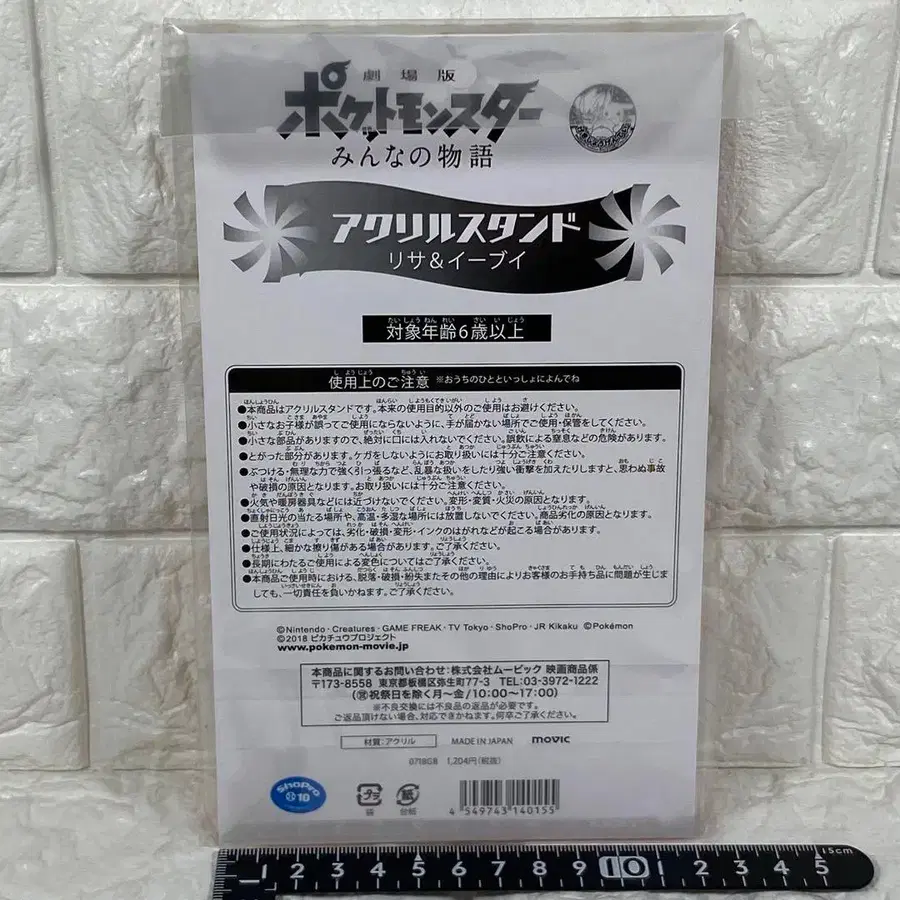 劇場版
ポケットモンスター
みんなの物語
アクリルスタンド
リサ&イーブイ
対象年齢6歳以上
使用上のご注意 ※おうちのひとといっしょによんでね
●本商品はアクリルスタンドです。本来の使用目的以外のご使用はお避けください。
●小さなお子様が誤ってご使用にならないように、手が届かない場所でご使用・保管をしてください。
●小さな部品がありますので、絶対に口には入れないでください。誤飲による窒息などの危険があります。
●とがった部分があります。ケガをしないようにお取り扱いには十分ご注意ください。
●ぶつける・無理な力で強く引っ張るなど、乱暴な扱いをしたり強い衝撃を加えたりしますと、思わぬ事故
や破損の原因となります。お取り扱いには十分ご注意ください。
●火気や暖房器具などには近づけないでください。変形・変質・火災の原因となります。
●直射日光の当たる場所や、高温・多湿な場所には放置しないでください。商品劣化の原因となります。
●ご使用状況によっては、劣化・破損・変形・インクのはがれなどが起こる場合があります。
●仕様上、細かな擦り傷がある場合があります。ご了承ください。
●長期にわたるご使用による変色についてはご了承ください。
●本商品ご使用時における、脱落・破損・紛失またその他の理由によりお客様のお手持ち品に問題が生じま
しても、一切責任を負いかねます。ご了承ください。
©Nintendo・Creatures・GAME FREAK・TV Tokyo・ShoPro・JR Kikaku ©Pokémon
©2018 ピカチュウプロジェクト
www.pokemon-movie.jp
本商品に関するお問い合わせ:株式会社ムービック 映画商品係
〒173-8558 東京都板橋区弥生町77-3 TEL:03-3972-1222
(㊗祝祭日を除く月~金/10:00~17:00)
※不良交換には不良品の返品が必要です。
ご返品頂けない場合、対応できかねます。何卒ご了承ください。
材質:アクリル MADE IN JAPAN movic
0718GB 1,204円(税抜)
ShoPro
10
プラ
袋
紙
台紙
4 549743 140155
1 2 3 4 5 6 7 8 9 10 1 2 3 4 5 15cm